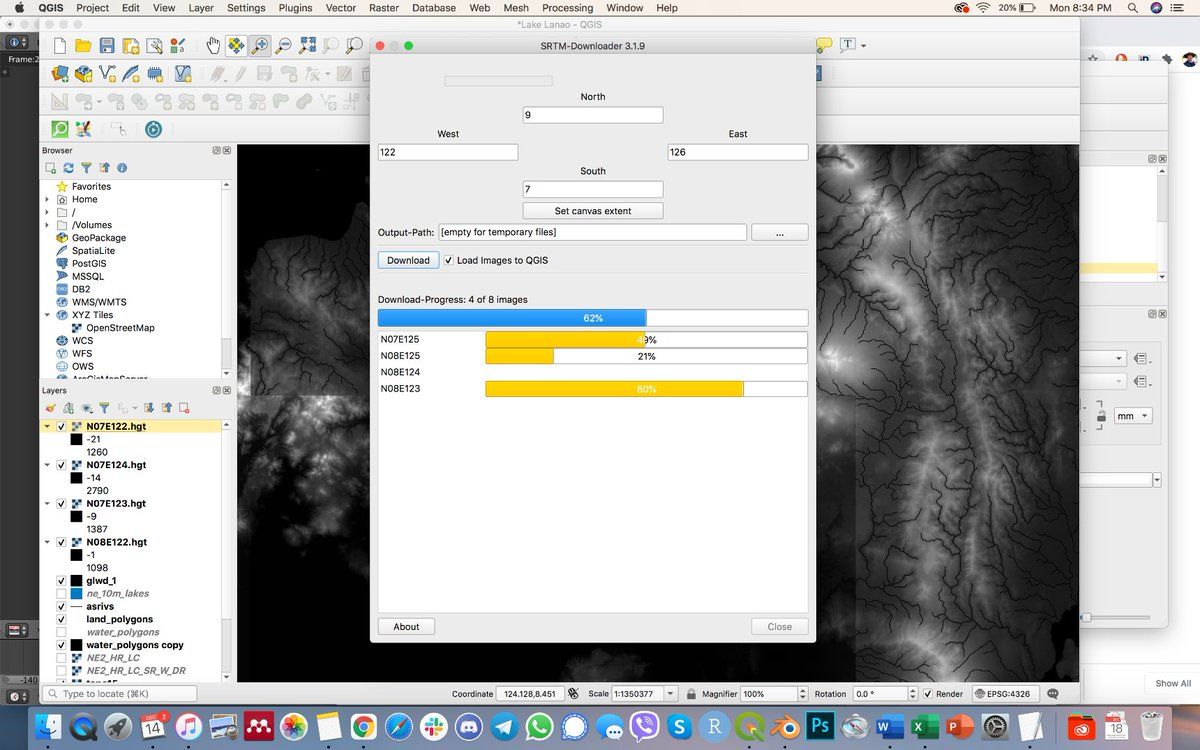 QGIS Project Edit View Layer Settings Plugins Vector Raster Database Web Mesh Processing Window Help 20% Mon 8:34 PM
*Lake Lanao - QGIS
SRTM-Downloader 3.1.9
Frame:2
North
9
West
East
122
126
South
7
Set canvas extent
Output-Path: [empty for temporary files] ...
Download Load Images to QGIS
Download-Progress: 4 of 8 images
62%
N07E125 49%
N08E125 21%
N08E124
N08E123 80%
About Close
Browser
Favorites
Home
/
/Volumes
GeoPackage
SpatiaLite
PostGIS
MSSQL
DB2
WMS/WMTS
XYZ Tiles
OpenStreetMap
WCS
WFS
OWS
Layers
N07E122.hgt
-21
1260
N07E124.hgt
-14
2790
N07E123.hgt
-9
1387
N08E122.hgt
-1
1098
glwd_1
ne_10m_lakes
asrivs
land_polygons
water_polygons
water_polygons copy
NE2_HR_LC
NE2_HR_LC_SR_W_DR
mm
-140
Show All
Type to locate (⌘K) Coordinate 124.128,8.451 Scale 1:1350377 Magnifier 100% Rotation 0.0 ° Render EPSG:4326
DEC
14
2
R
Ps
W
X
P
18